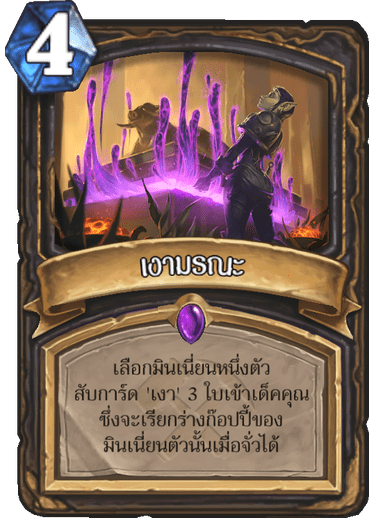 4
เงามรณะ
เลือกมินเนี่ยนหนึ่งตัว
สับการ์ด 'เงา' 3 ใบเข้าเด็คคุณ
ซึ่งจะเรียกร่างก๊อปปี้ของ
มินเนี่ยนตัวนั้นเมื่อจั่วได้